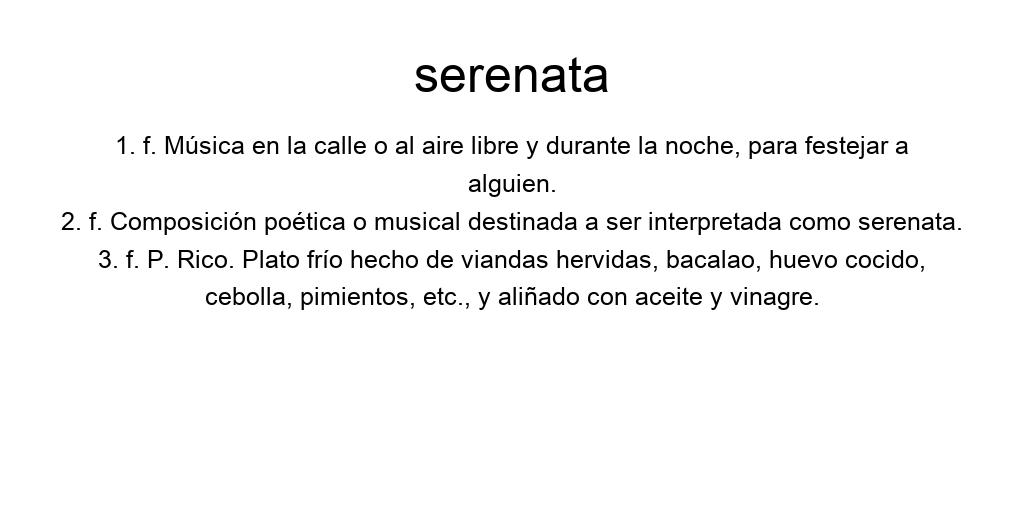 serenata
1. f. Música en la calle o al aire libre y durante la noche, para festejar a
alguien.
2. f. Composición poética o musical destinada a ser interpretada como serenata.
3. f. P. Rico. Plato frío hecho de viandas hervidas, bacalao, huevo cocido,
cebolla, pimientos, etc., y aliñado con aceite y vinagre.